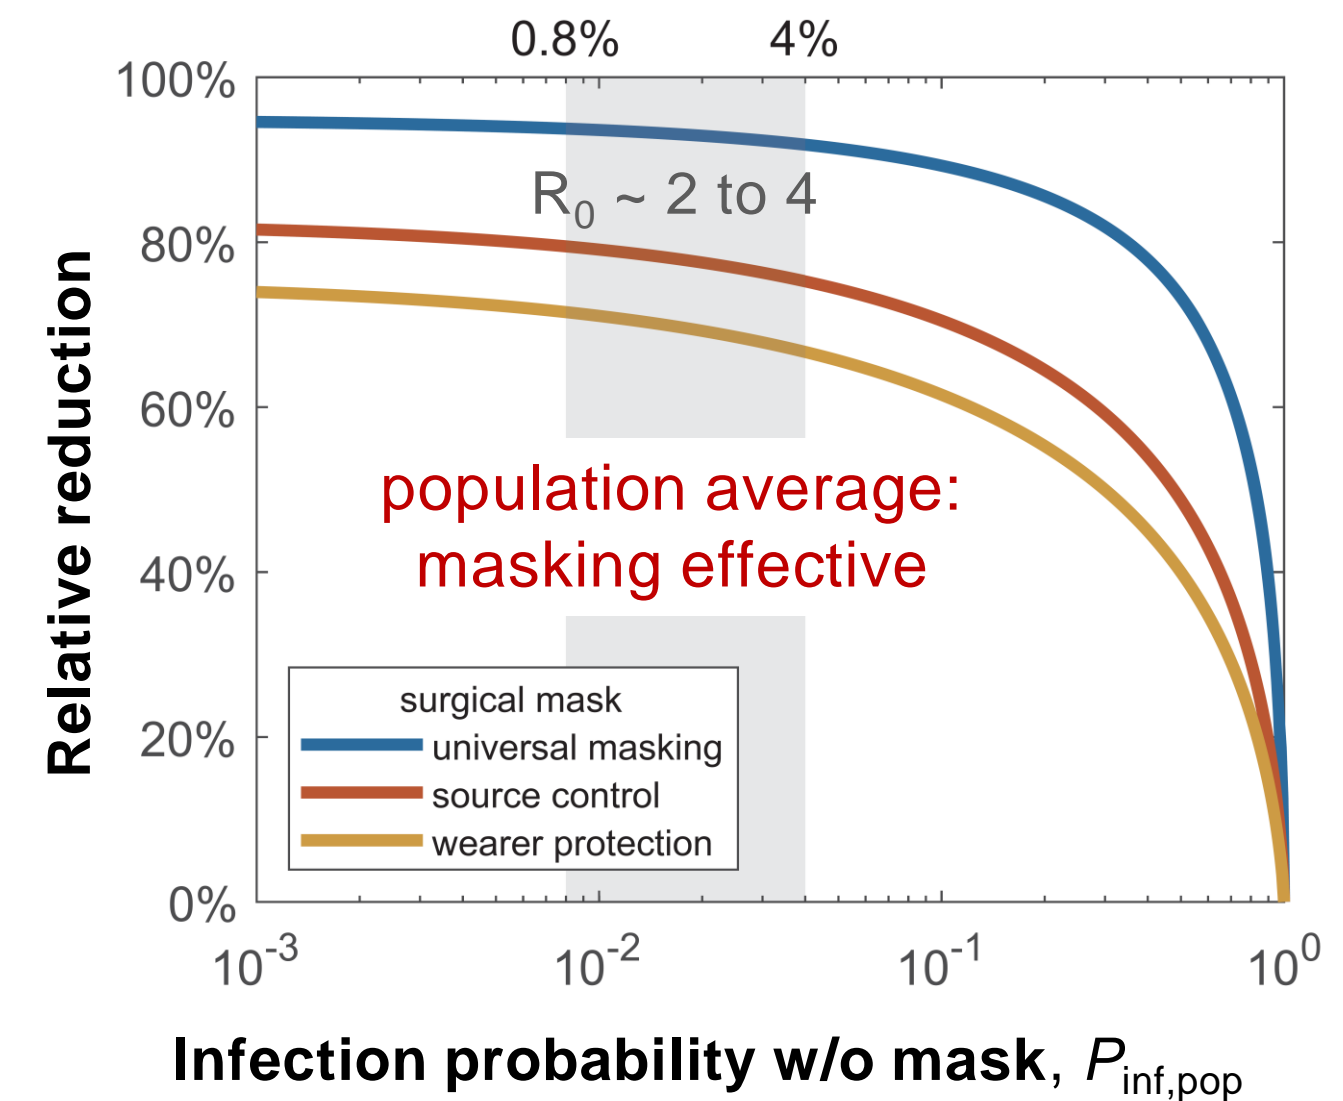 0.8% 4%
100%
80%
60%
40%
20%
0%
Relative reduction
R₀ ~ 2 to 4
population average:
masking effective
surgical mask
universal masking
source control
wearer protection
10⁻³ 10⁻² 10⁻¹ 10⁰
Infection probability w/o mask, P_inf,pop